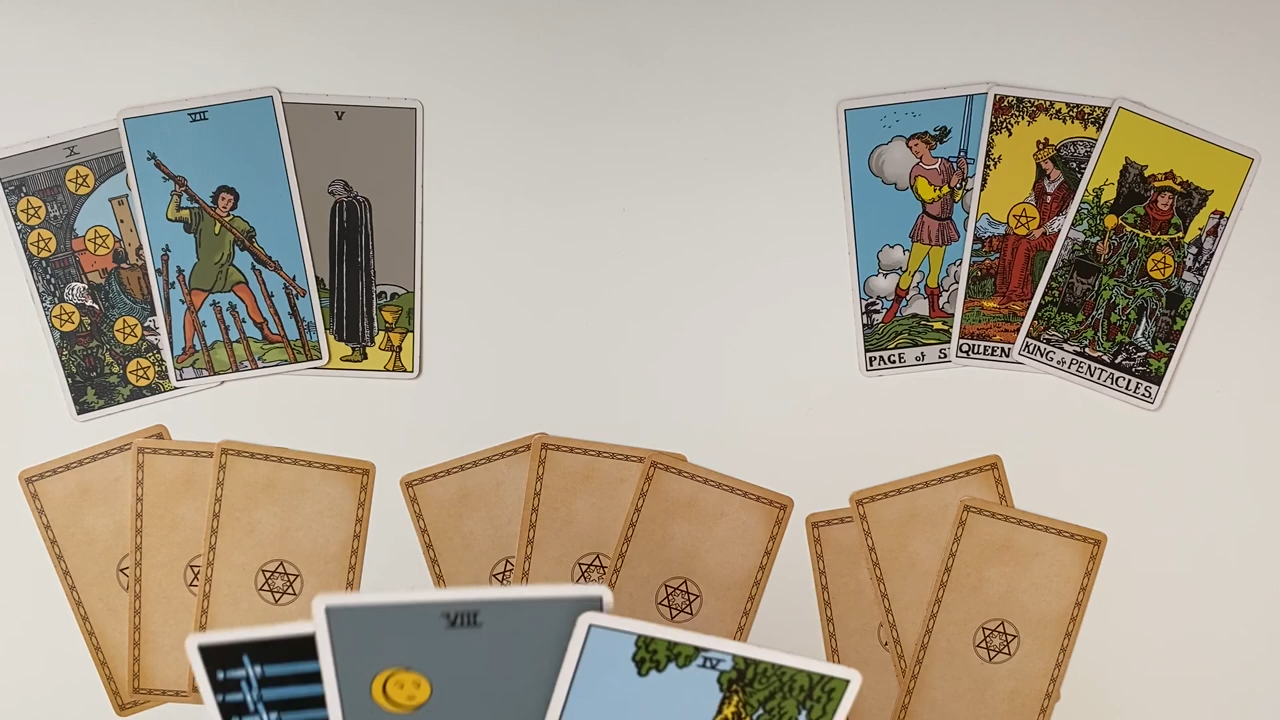 X
VII
V
PAGE of S
QUEEN
KING of PENTACLES.
VIII
IV